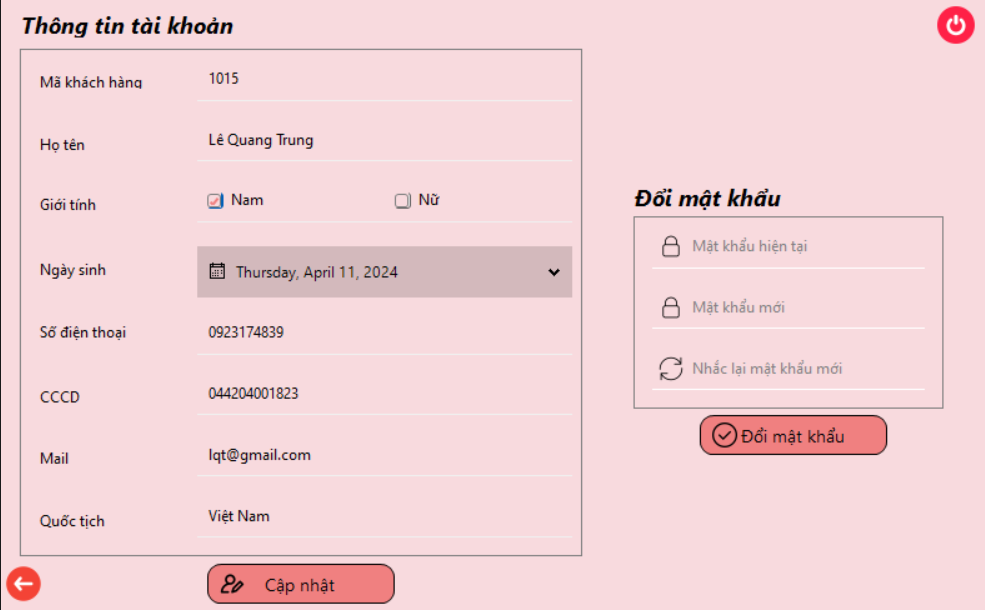 Thông tin tài khoản
Mã khách hàng 1015
Họ tên Lê Quang Trung
Giới tính Nam Nữ
Ngày sinh Thursday, April 11, 2024
Số điện thoại 0923174839
CCCD 044204001823
Mail lqt@gmail.com
Quốc tịch Việt Nam
Cập nhật
Đổi mật khẩu
Mật khẩu hiện tại
Mật khẩu mới
Nhắc lại mật khẩu mới
Đổi mật khẩu